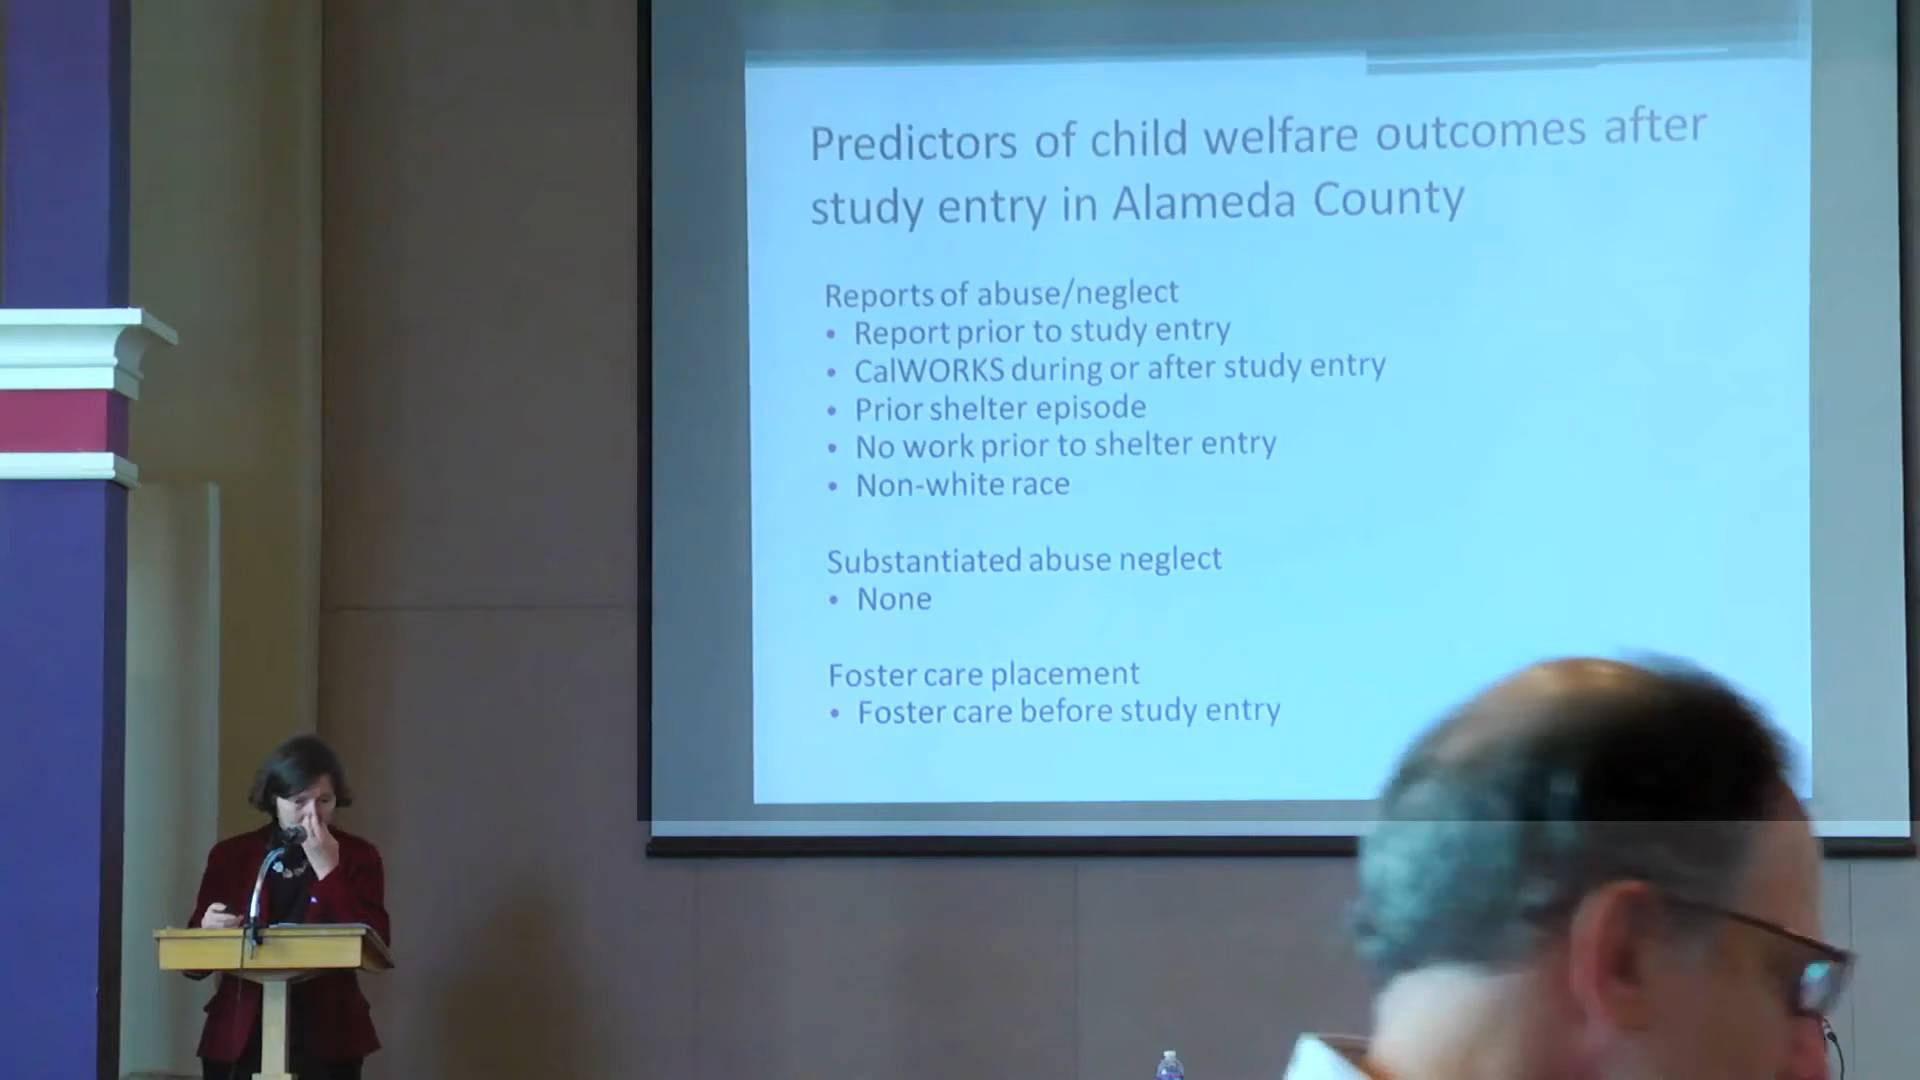 Predictors of child welfare outcomes after
study entry in Alameda County
Reports of abuse/neglect
• Report prior to study entry
• CalWORKS during or after study entry
• Prior shelter episode
• No work prior to shelter entry
• Non-white race
Substantiated abuse neglect
• None
Foster care placement
• Foster care before study entry